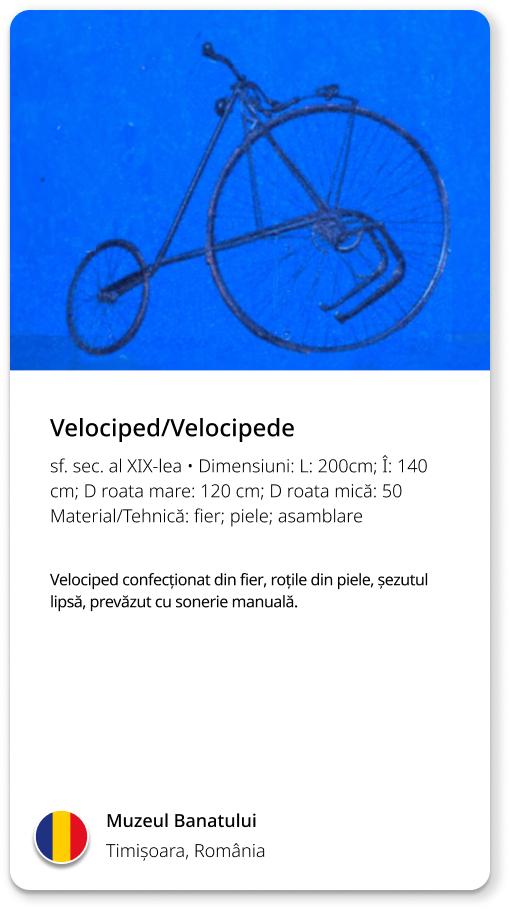 Velociped/Velocipede
sf. sec. al XIX-lea • Dimensiuni: L: 200cm; Î: 140
cm; D roata mare: 120 cm; D roata mică: 50
Material/Tehnică: fier; piele; asamblare
Velociped confecționat din fier, roțile din piele, șezutul
lipsă, prevăzut cu sonerie manuală.
Muzeul Banatului
Timișoara, România